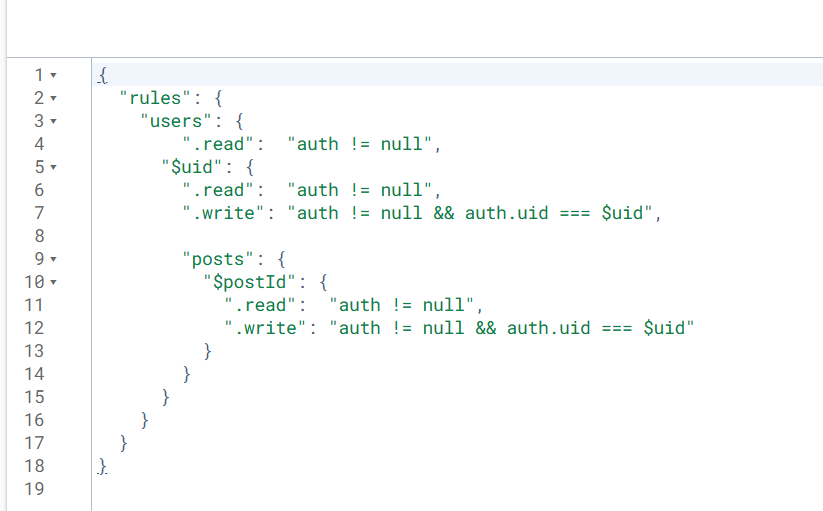 1 {
2 "rules": {
3 "users": {
4 ".read":  "auth != null",
5 "$uid": {
6 ".read":  "auth != null",
7 ".write": "auth != null && auth.uid === $uid",
8
9 "posts": {
10 "$postId": {
11 ".read":  "auth != null",
12 ".write": "auth != null && auth.uid === $uid"
13 }
14 }
15 }
16 }
17 }
18 }
19